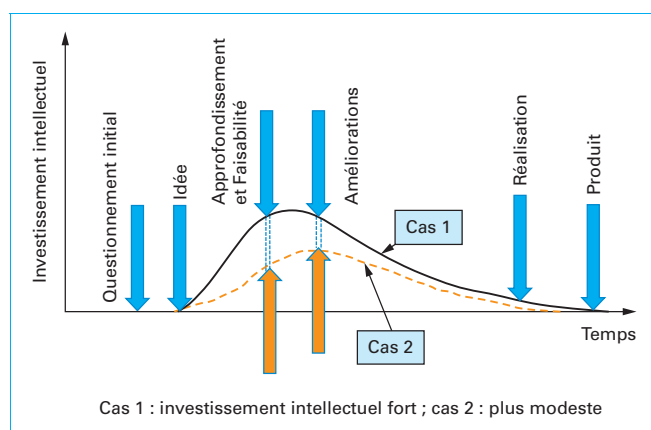 Investissement intellectuel
Questionnement initial
Idée
Approfondissement
et Faisabilité
Améliorations
Réalisation
Produit
Cas 1
Cas 2
Temps
Cas 1 : investissement intellectuel fort ; cas 2 : plus modeste